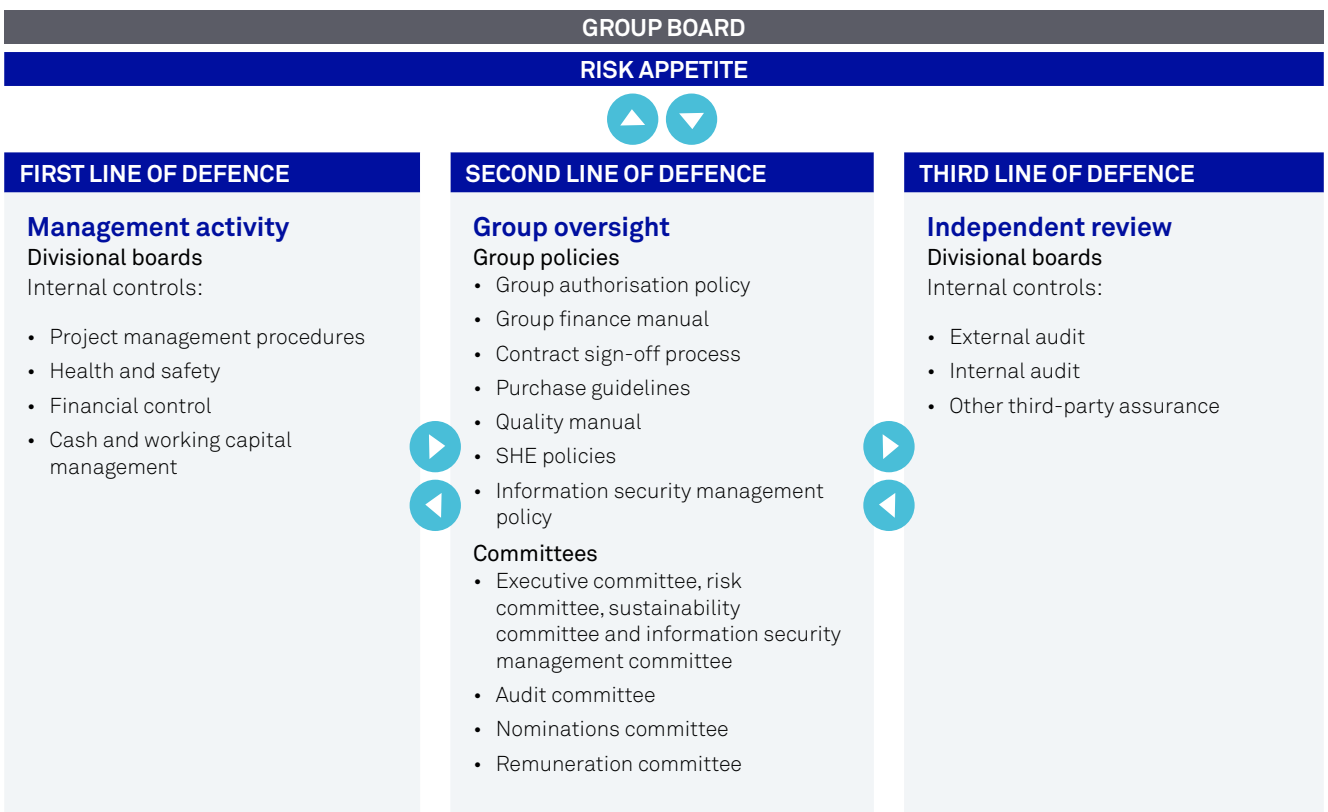 GROUP BOARD
RISK APPETITE
FIRST LINE OF DEFENCE
Management activity
Divisional boards
Internal controls:
• Project management procedures
• Health and safety
• Financial control
• Cash and working capital
management
SECOND LINE OF DEFENCE
Group oversight
Group policies
• Group authorisation policy
• Group finance manual
• Contract sign-off process
• Purchase guidelines
• Quality manual
• SHE policies
• Information security management
policy
Committees
• Executive committee, risk
committee, sustainability
committee and information security
management committee
• Audit committee
• Nominations committee
• Remuneration committee
THIRD LINE OF DEFENCE
Independent review
Divisional boards
Internal controls:
• External audit
• Internal audit
• Other third-party assurance